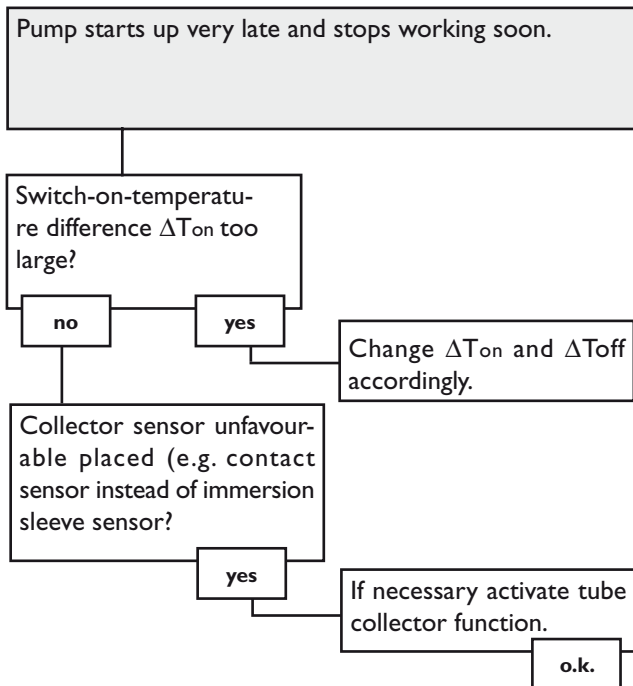 Pump starts up very late and stops working soon.
Switch-on-temperatu-
re difference ΔTon too
large?
no
yes
Change ΔTon and ΔToff
accordingly.
Collector sensor unfavour-
able placed (e.g. contact
sensor instead of immersion
sleeve sensor?
yes
If necessary activate tube
collector function.
o.k.